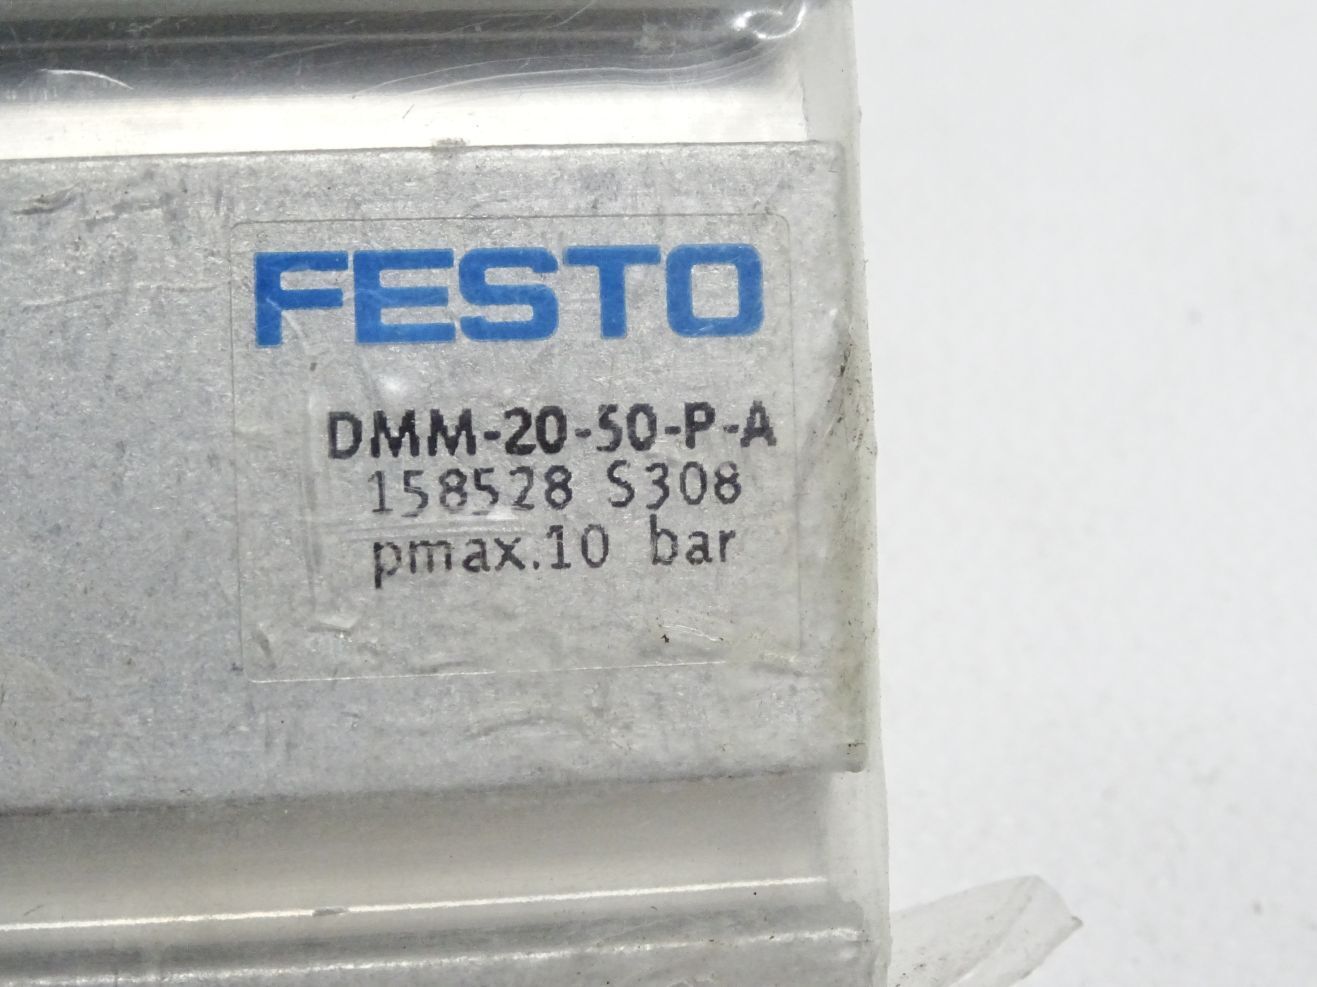 FESTO
DMM-20-50-P-A
158528 S308
pmax.10 bar